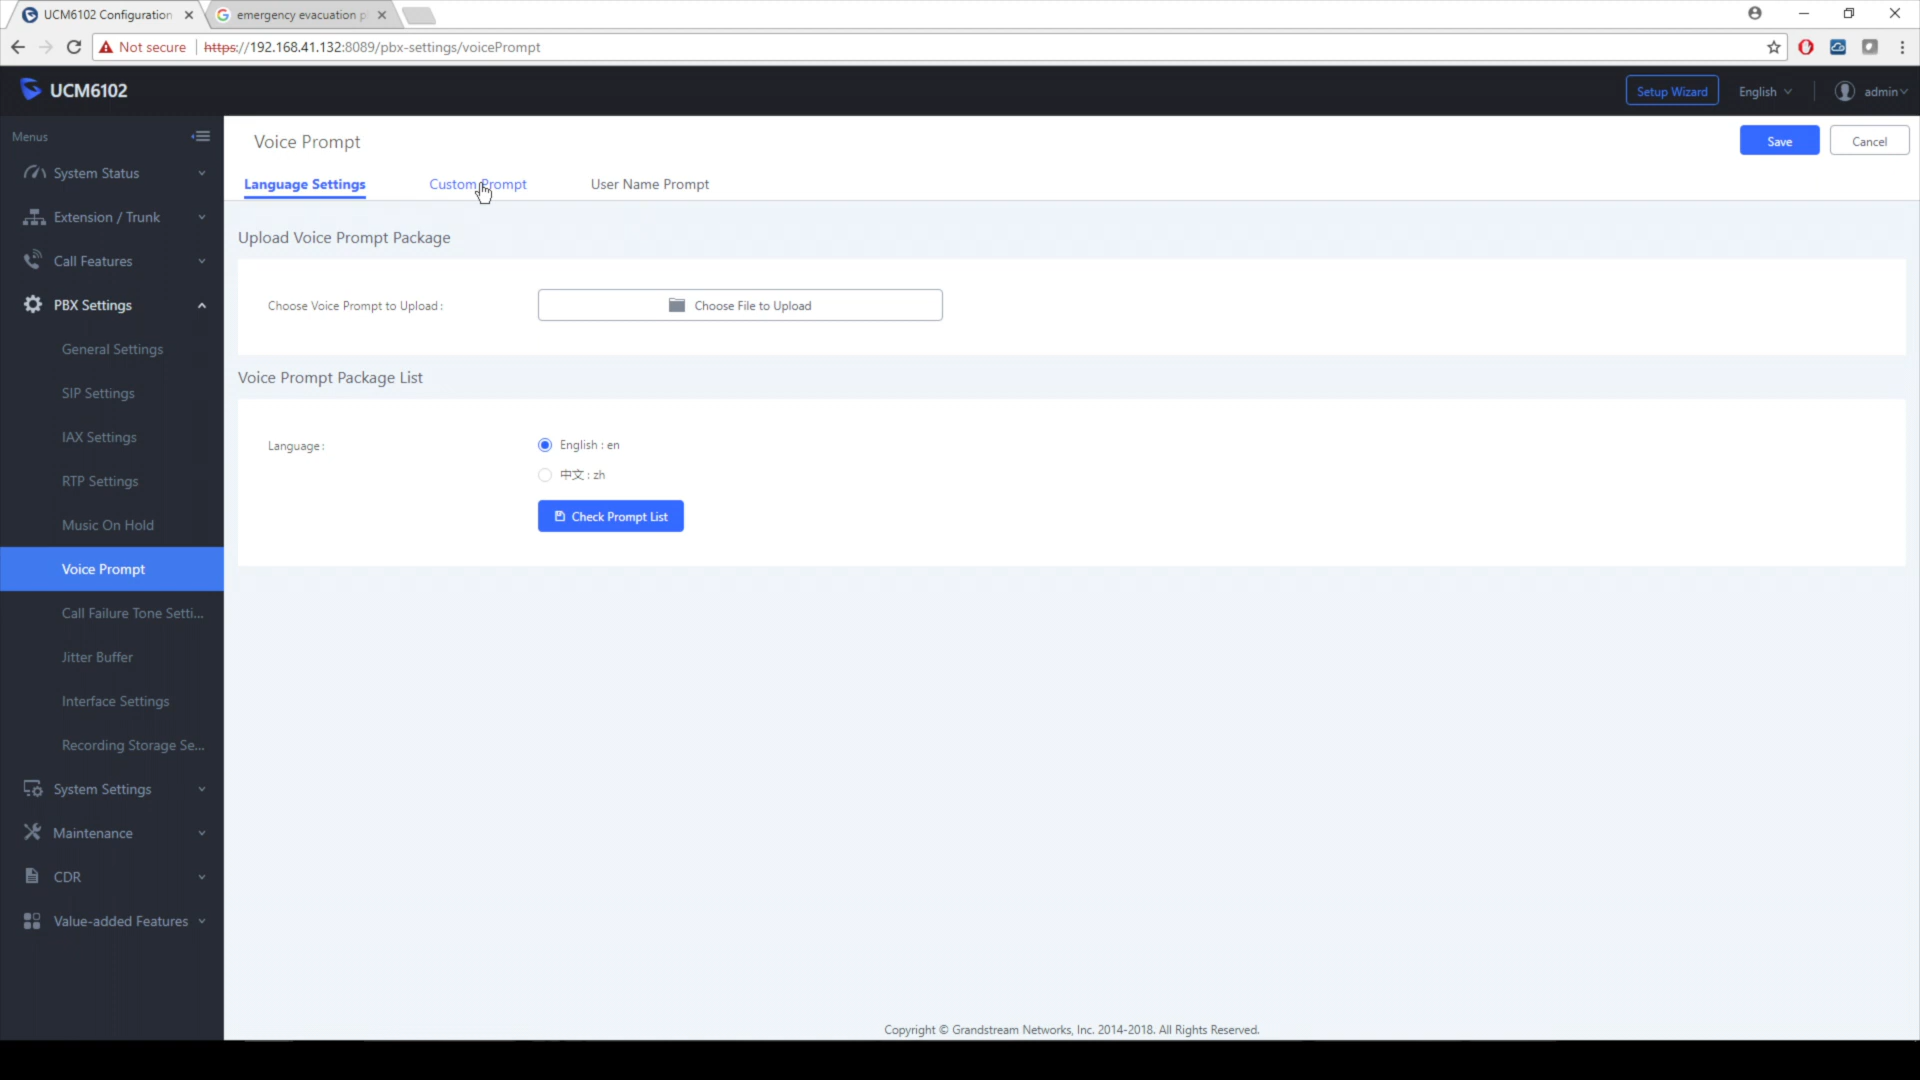 UCM6102 Configuration
emergency evacuation p
Not secure
https://192.168.41.132:8089/pbx-settings/voicePrompt
UCM6102
Setup Wizard
English
admin
Menus
System Status
Extension / Trunk
Call Features
PBX Settings
General Settings
SIP Settings
IAX Settings
RTP Settings
Music On Hold
Voice Prompt
Call Failure Tone Setti...
Jitter Buffer
Interface Settings
Recording Storage Se...
System Settings
Maintenance
CDR
Value-added Features
Voice Prompt
Save
Cancel
Language Settings
Custom Prompt
User Name Prompt
Upload Voice Prompt Package
Choose Voice Prompt to Upload :
Choose File to Upload
Voice Prompt Package List
Language :
English : en
中文 : zh
Check Prompt List
Copyright © Grandstream Networks, Inc. 2014-2018. All Rights Reserved.